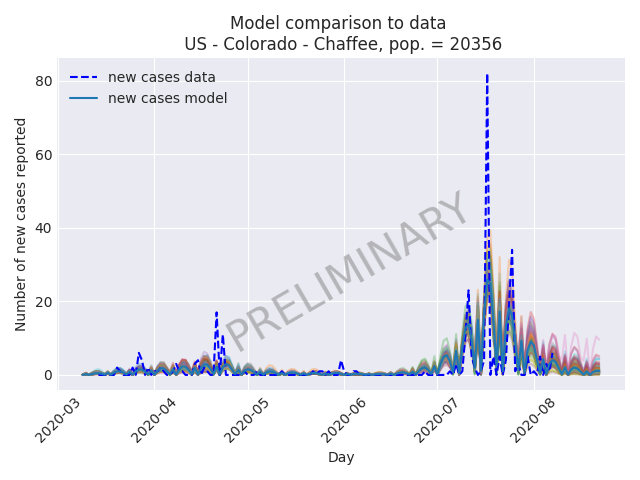 Model comparison to data
US - Colorado - Chaffee, pop. = 20356
new cases data
new cases model
PRELIMINARY
Number of new cases reported
80
60
40
20
0
2020-03
2020-04
2020-05
2020-06
2020-07
2020-08
Day